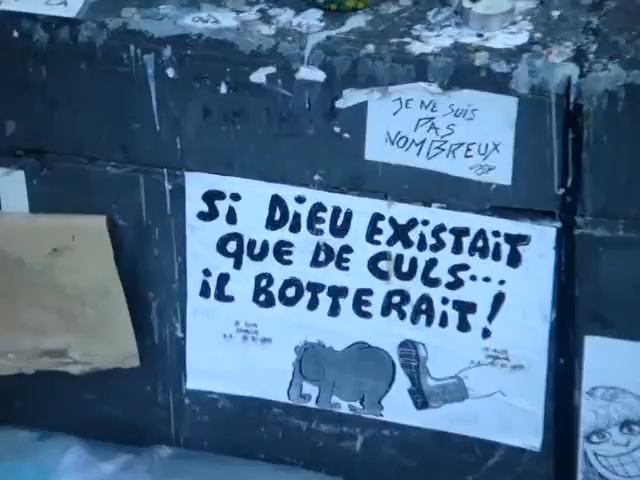 JE NE SUIS
PAS
NOMBREUX
Si DiEU EXiSTAiT
QUE DE CULS...
iL BOTTERAiT!